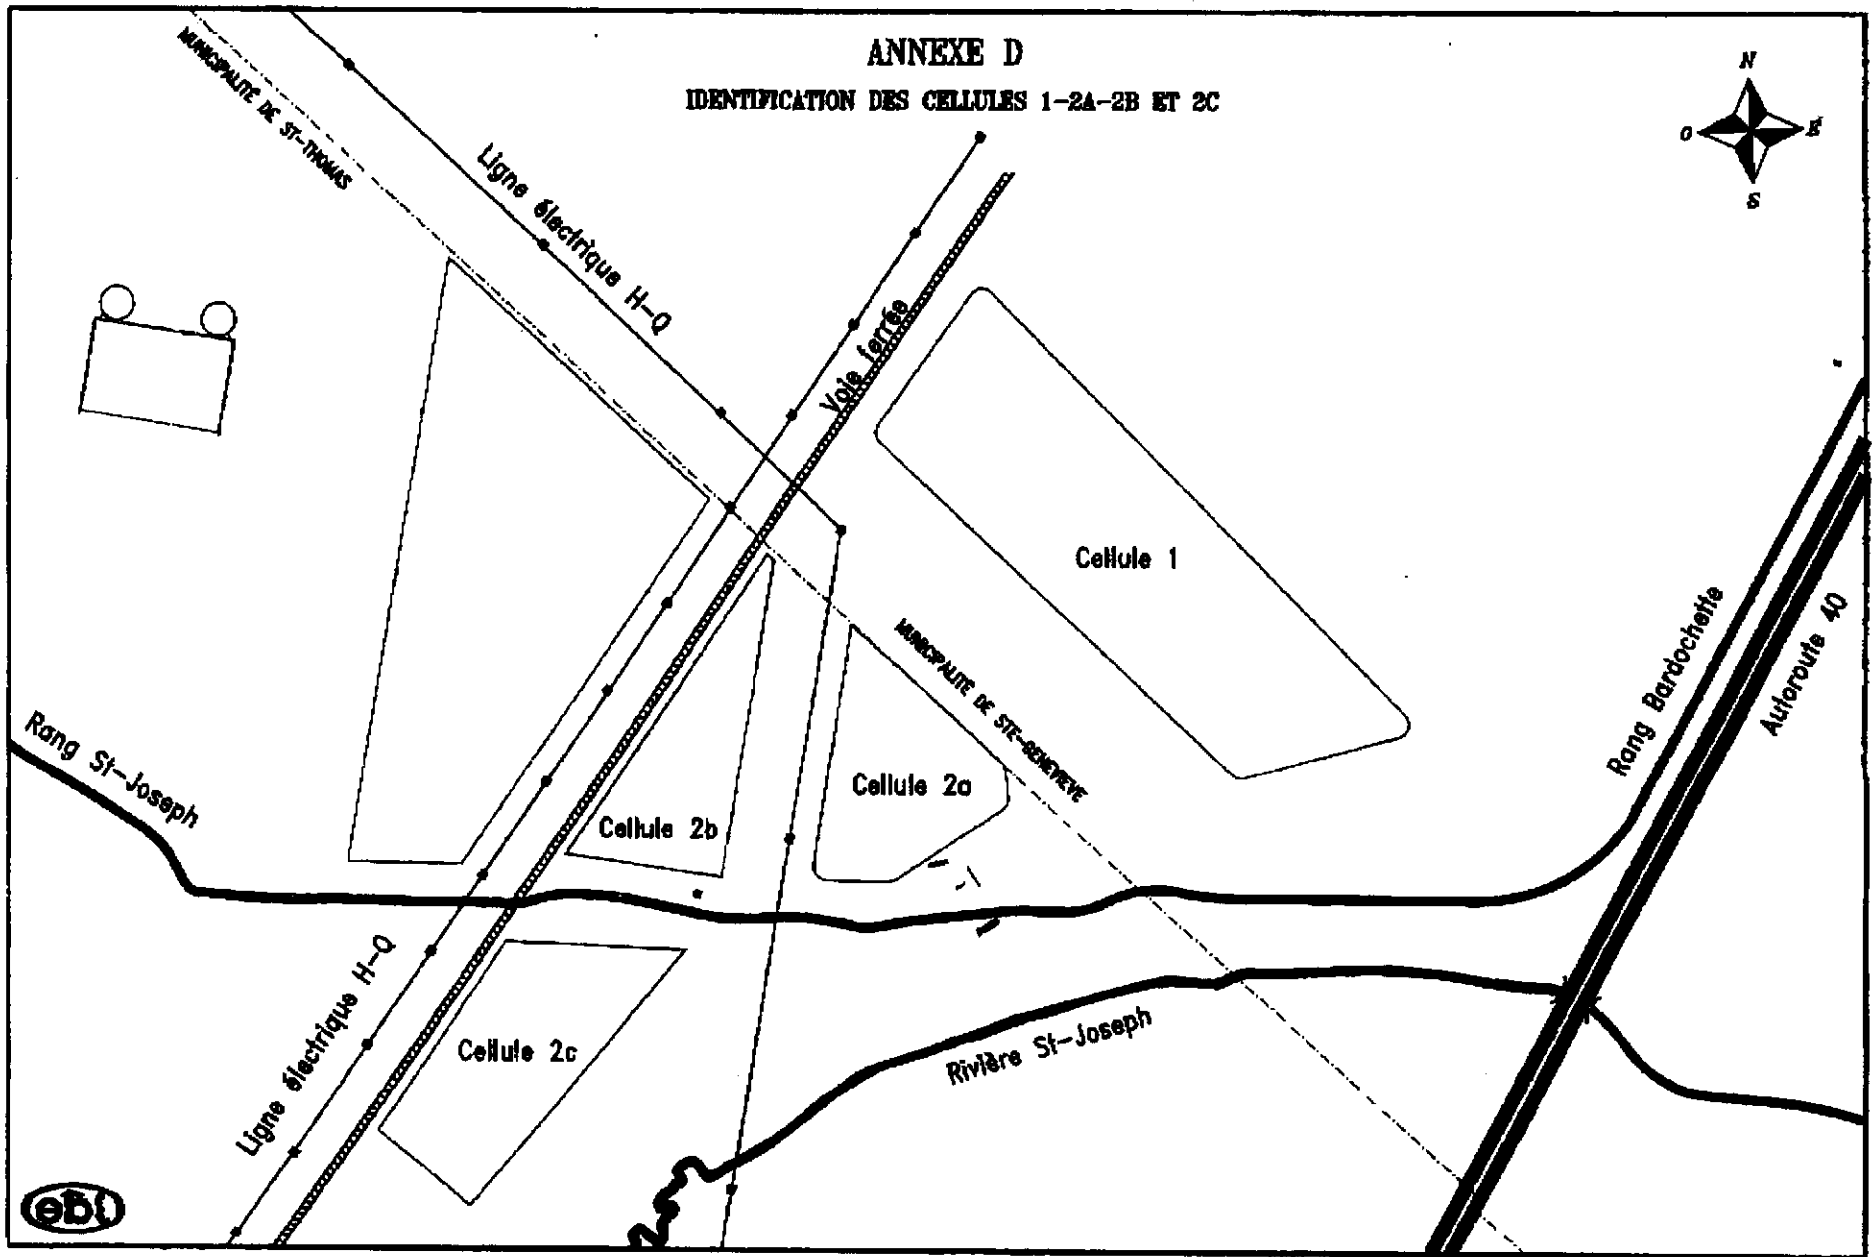 ANNEXE D
IDENTIFICATION DES CELLULES 1-2A-2B ET 2C
N
O
É
S
MUNICIPALITÉ DE ST-THOMAS
Ligne électrique H-Q
Voie ferrée
Cellule 1
Rang Bardochette
Autoroute 40
MUNICIPALITÉ DE STE-GENEVIEVE
Rang St-Joseph
Cellule 2a
Cellule 2b
Ligne électrique H-Q
Cellule 2c
Rivière St-Joseph
ebi